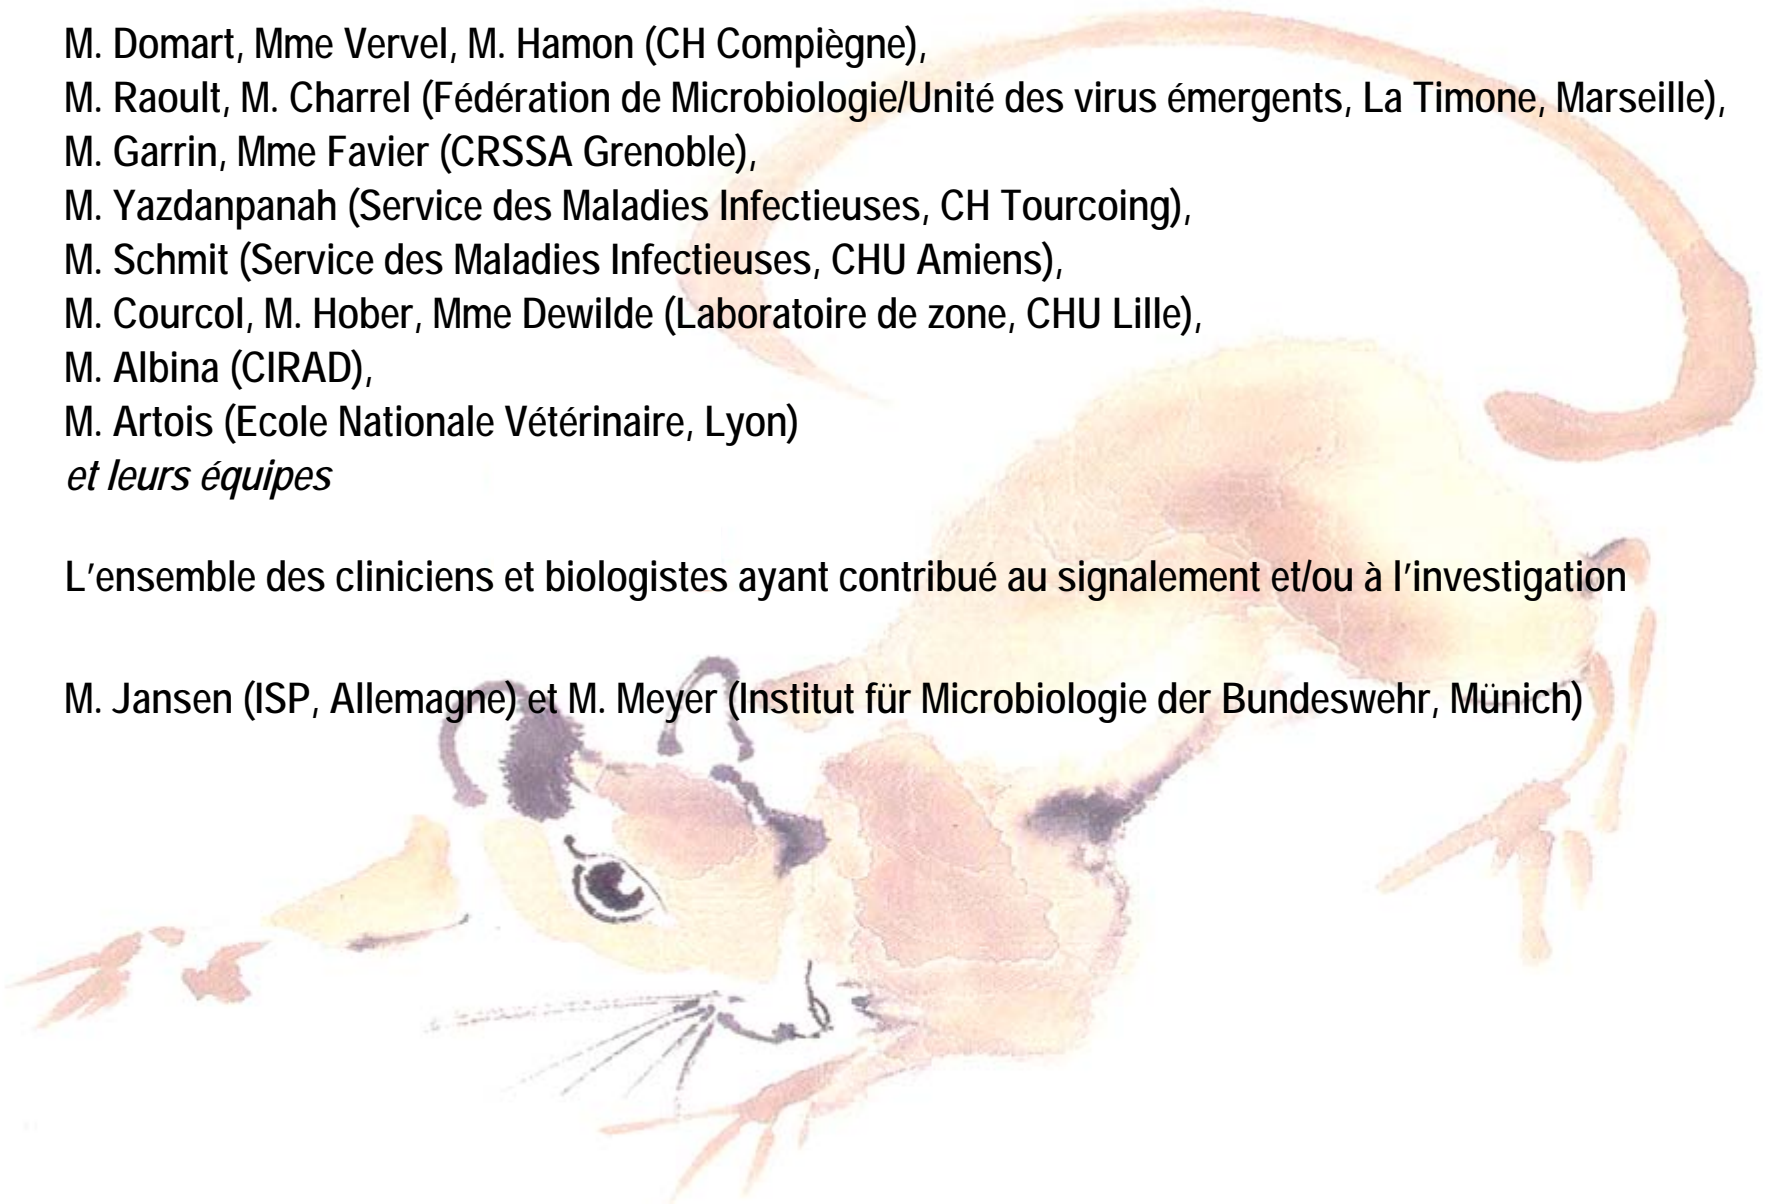 M. Domart, Mme Vervel, M. Hamon (CH Compiègne),
M. Raoult, M. Charrel (Fédération de Microbiologie/Unité des virus émergents, La Timone, Marseille),
M. Garrin, Mme Favier (CRSSA Grenoble),
M. Yazdanpanah (Service des Maladies Infectieuses, CH Tourcoing),
M. Schmit (Service des Maladies Infectieuses, CHU Amiens),
M. Courcol, M. Hober, Mme Dewilde (Laboratoire de zone, CHU Lille),
M. Albina (CIRAD),
M. Artois (Ecole Nationale Vétérinaire, Lyon)
et leurs équipes
L’ensemble des cliniciens et biologistes ayant contribué au signalement et/ou à l’investigation
M. Jansen (ISP, Allemagne) et M. Meyer (Institut für Microbiologie der Bundeswehr, Münich)